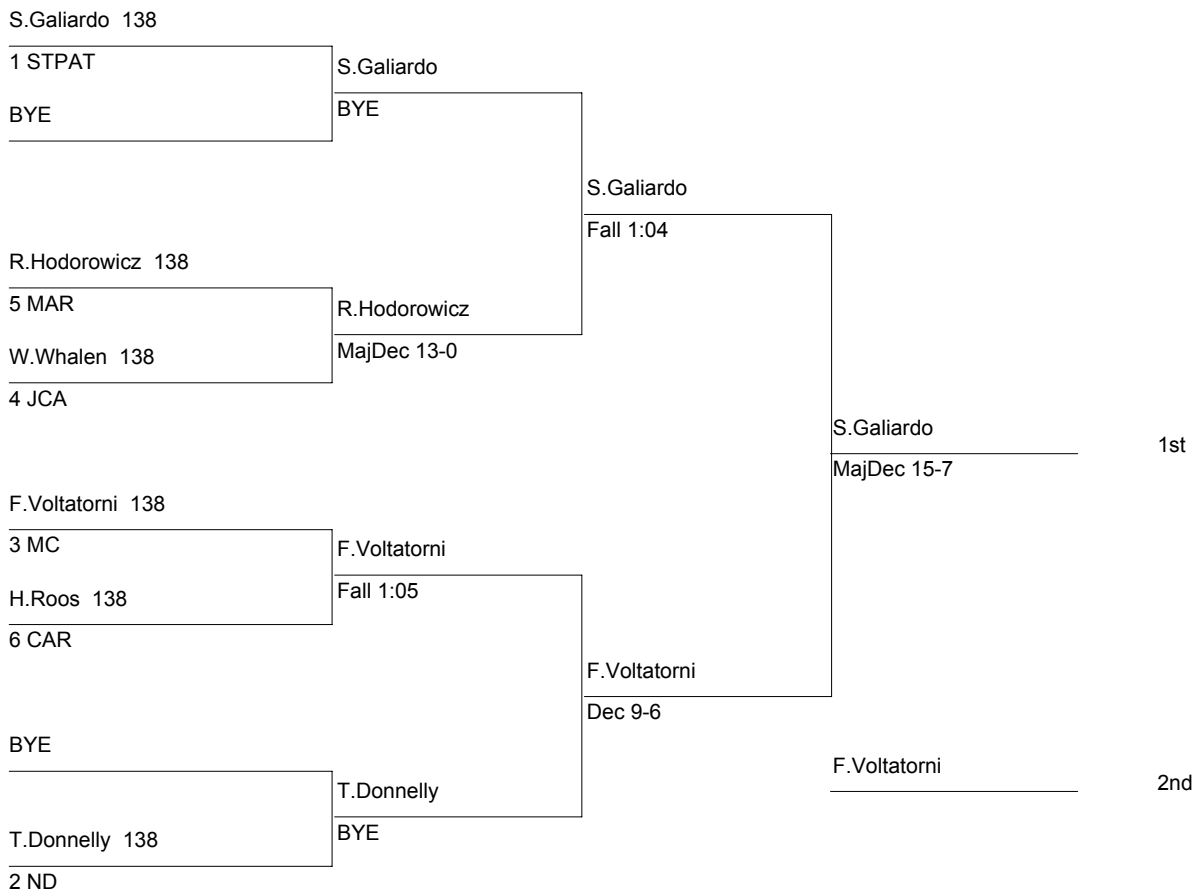 S.Galiardo 138
1 STPAT
S.Galiardo
BYE
BYE
S.Galiardo
Fall 1:04
R.Hodorowicz 138
5 MAR
R.Hodorowicz
W.Whalen 138
MajDec 13-0
4 JCA
S.Galiardo
1st
MajDec 15-7
F.Voltatorni 138
3 MC
F.Voltatorni
H.Roos 138
Fall 1:05
6 CAR
F.Voltatorni
Dec 9-6
BYE
F.Voltatorni
2nd
T.Donnelly
T.Donnelly 138
BYE
2 ND